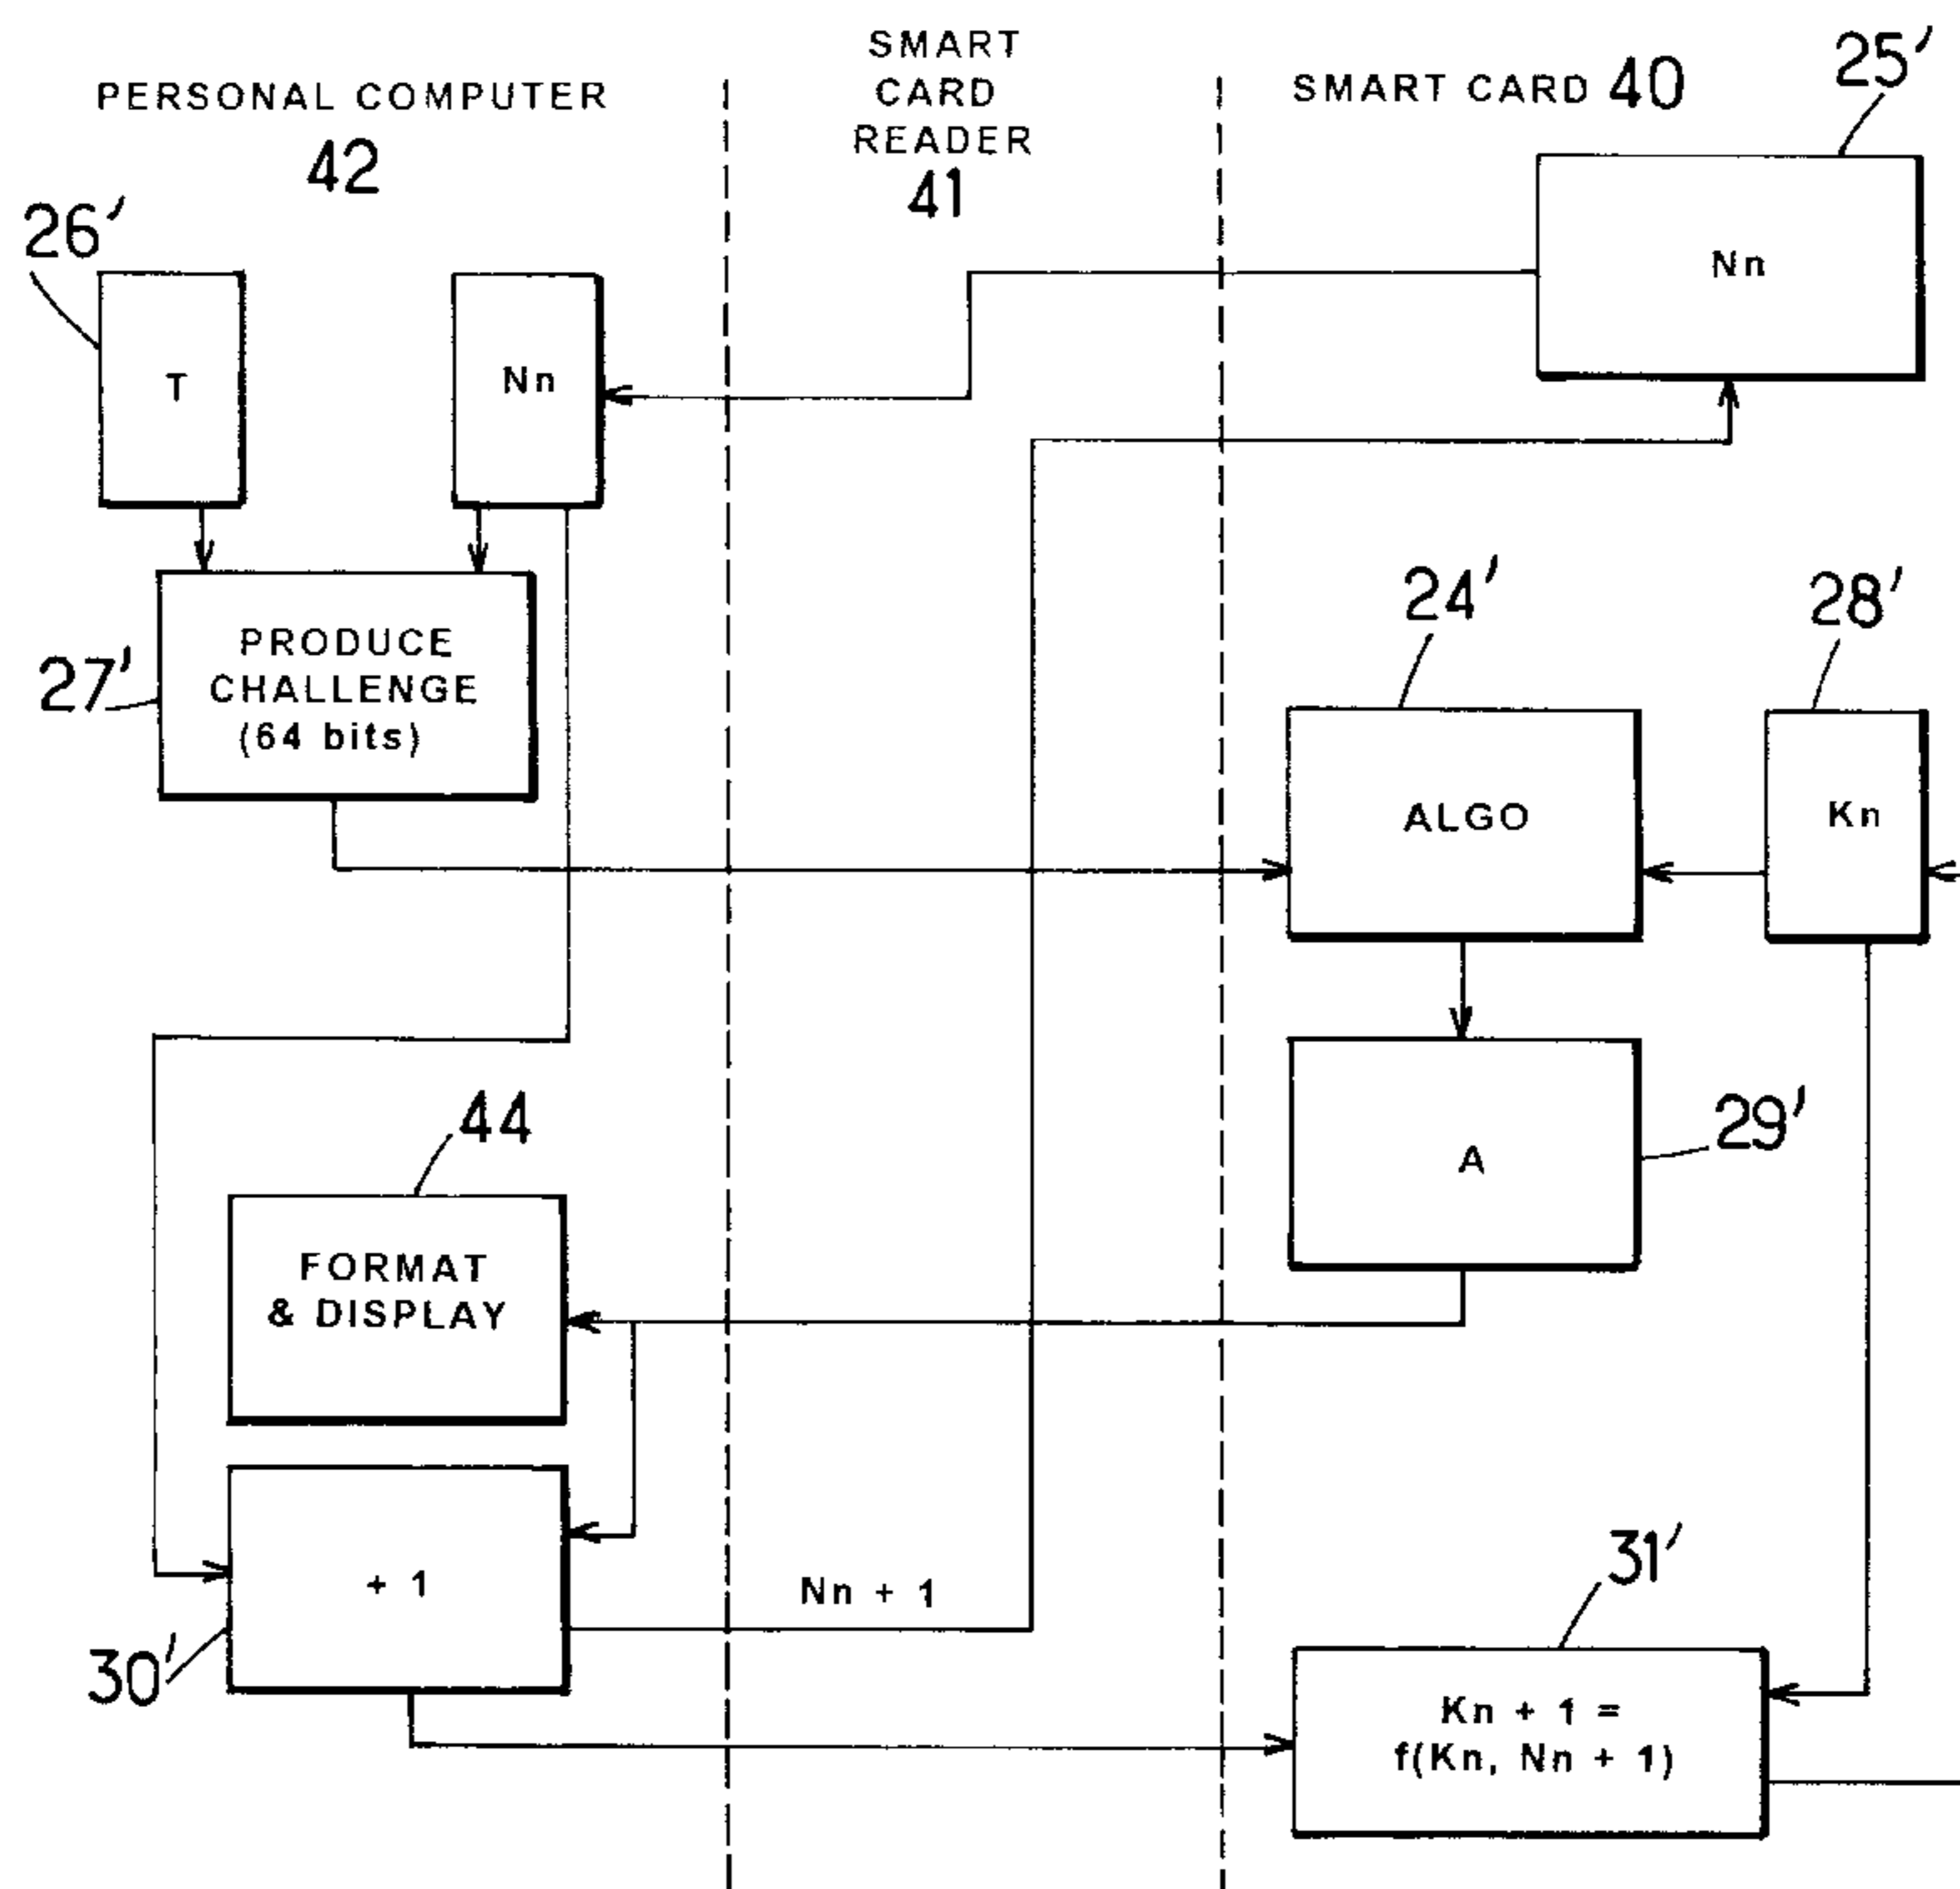 PERSONAL COMPUTER
42
SMART
CARD
READER
41
SMART CARD 40
25'
Nn
26'
T
Nn
27'
PRODUCE
CHALLENGE
(64 bits)
24'
ALGO
28'
Kn
44
FORMAT
& DISPLAY
A
29'
30'
+ 1
Nn + 1
31'
Kn + 1 =
f(Kn, Nn + 1)